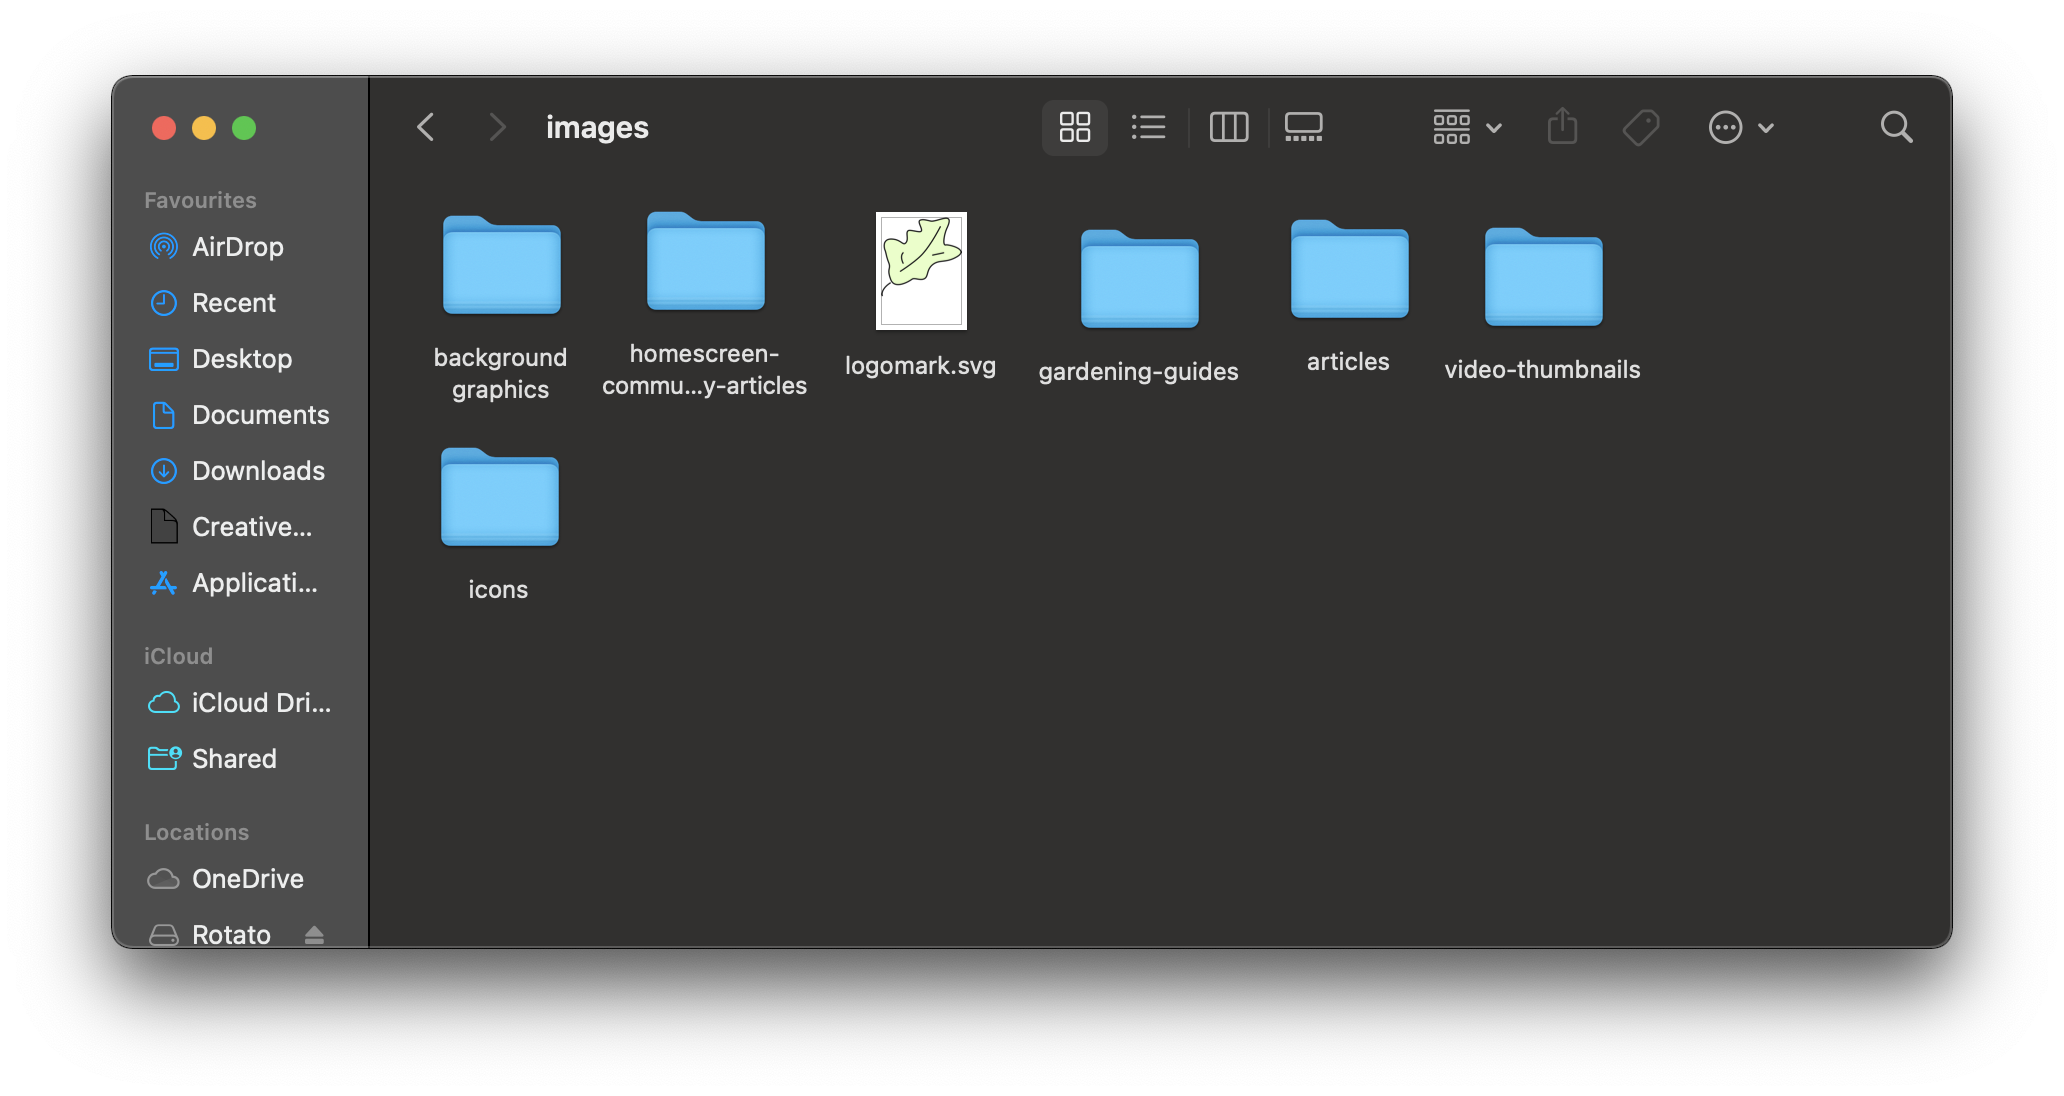 images
Favourites
AirDrop
Recent
Desktop
Documents
Downloads
Creative...
Applicati...
iCloud
iCloud Dri...
Shared
Locations
OneDrive
Rotato
background
graphics
homescreen-
commu...y-articles
logomark.svg
gardening-guides
articles
video-thumbnails
icons